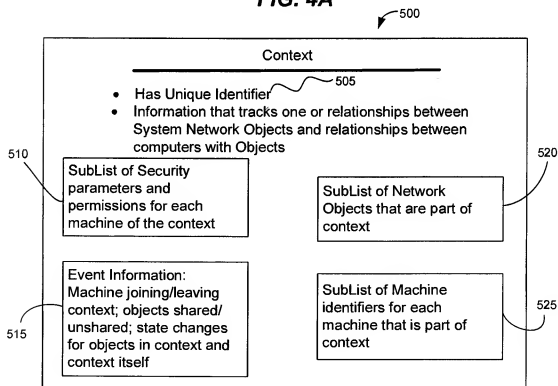 FIG. 4A
500
Context
505
• Has Unique Identifier
• Information that tracks one or relationships between
System Network Objects and relationships between
computers with Objects
510
SubList of Security
parameters and
permissions for each
machine of the context
520
SubList of Network
Objects that are part of
context
515
Event Information:
Machine joining/leaving
context; objects shared/
unshared; state changes
for objects in context and
context itself
525
SubList of Machine
identifiers for each
machine that is part of
context